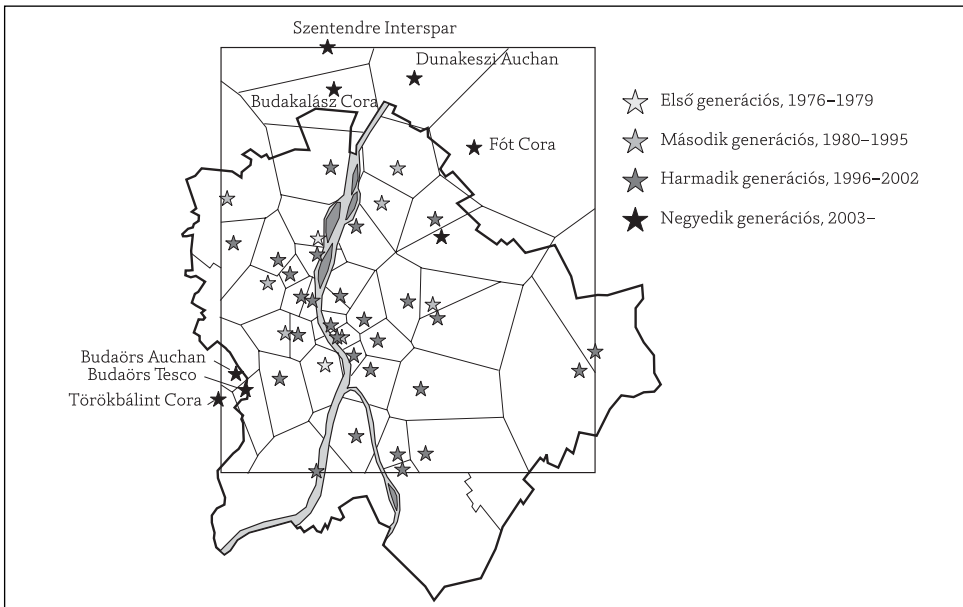 Szentendre Interspar
Dunakeszi Auchan
Budakalász Cora
Fót Cora
Első generációs, 1976–1979
Második generációs, 1980–1995
Harmadik generációs, 1996–2002
Negyedik generációs, 2003–
Budaörs Auchan
Budaörs Tesco
Törökbálint Cora